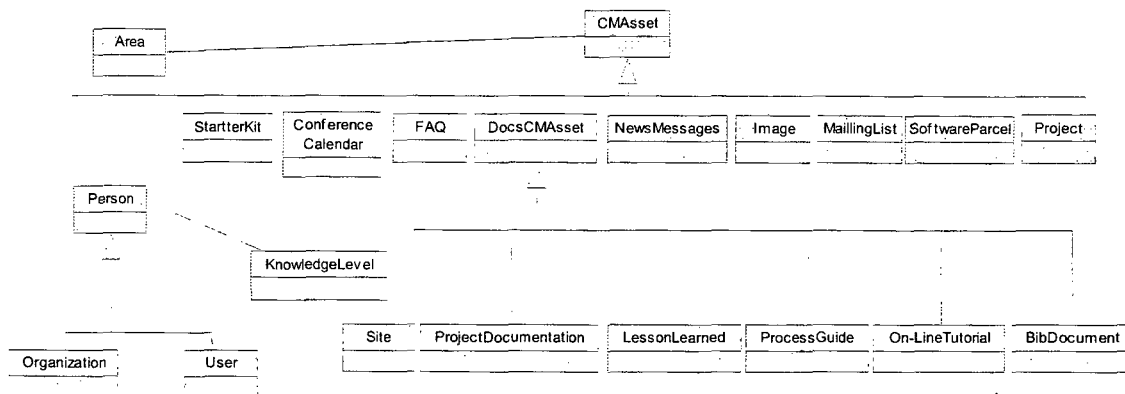 CMAsset
Area
StartterKit
Conference
Calendar
FAQ
DocsCMAsset
NewsMessages
Image
MaillingList
SoftwareParcel
Project
Person
KnowledgeLevel
Site
ProjectDocumentation
LessonLearned
ProcessGuide
On-LineTutorial
BibDocument
Organization
User